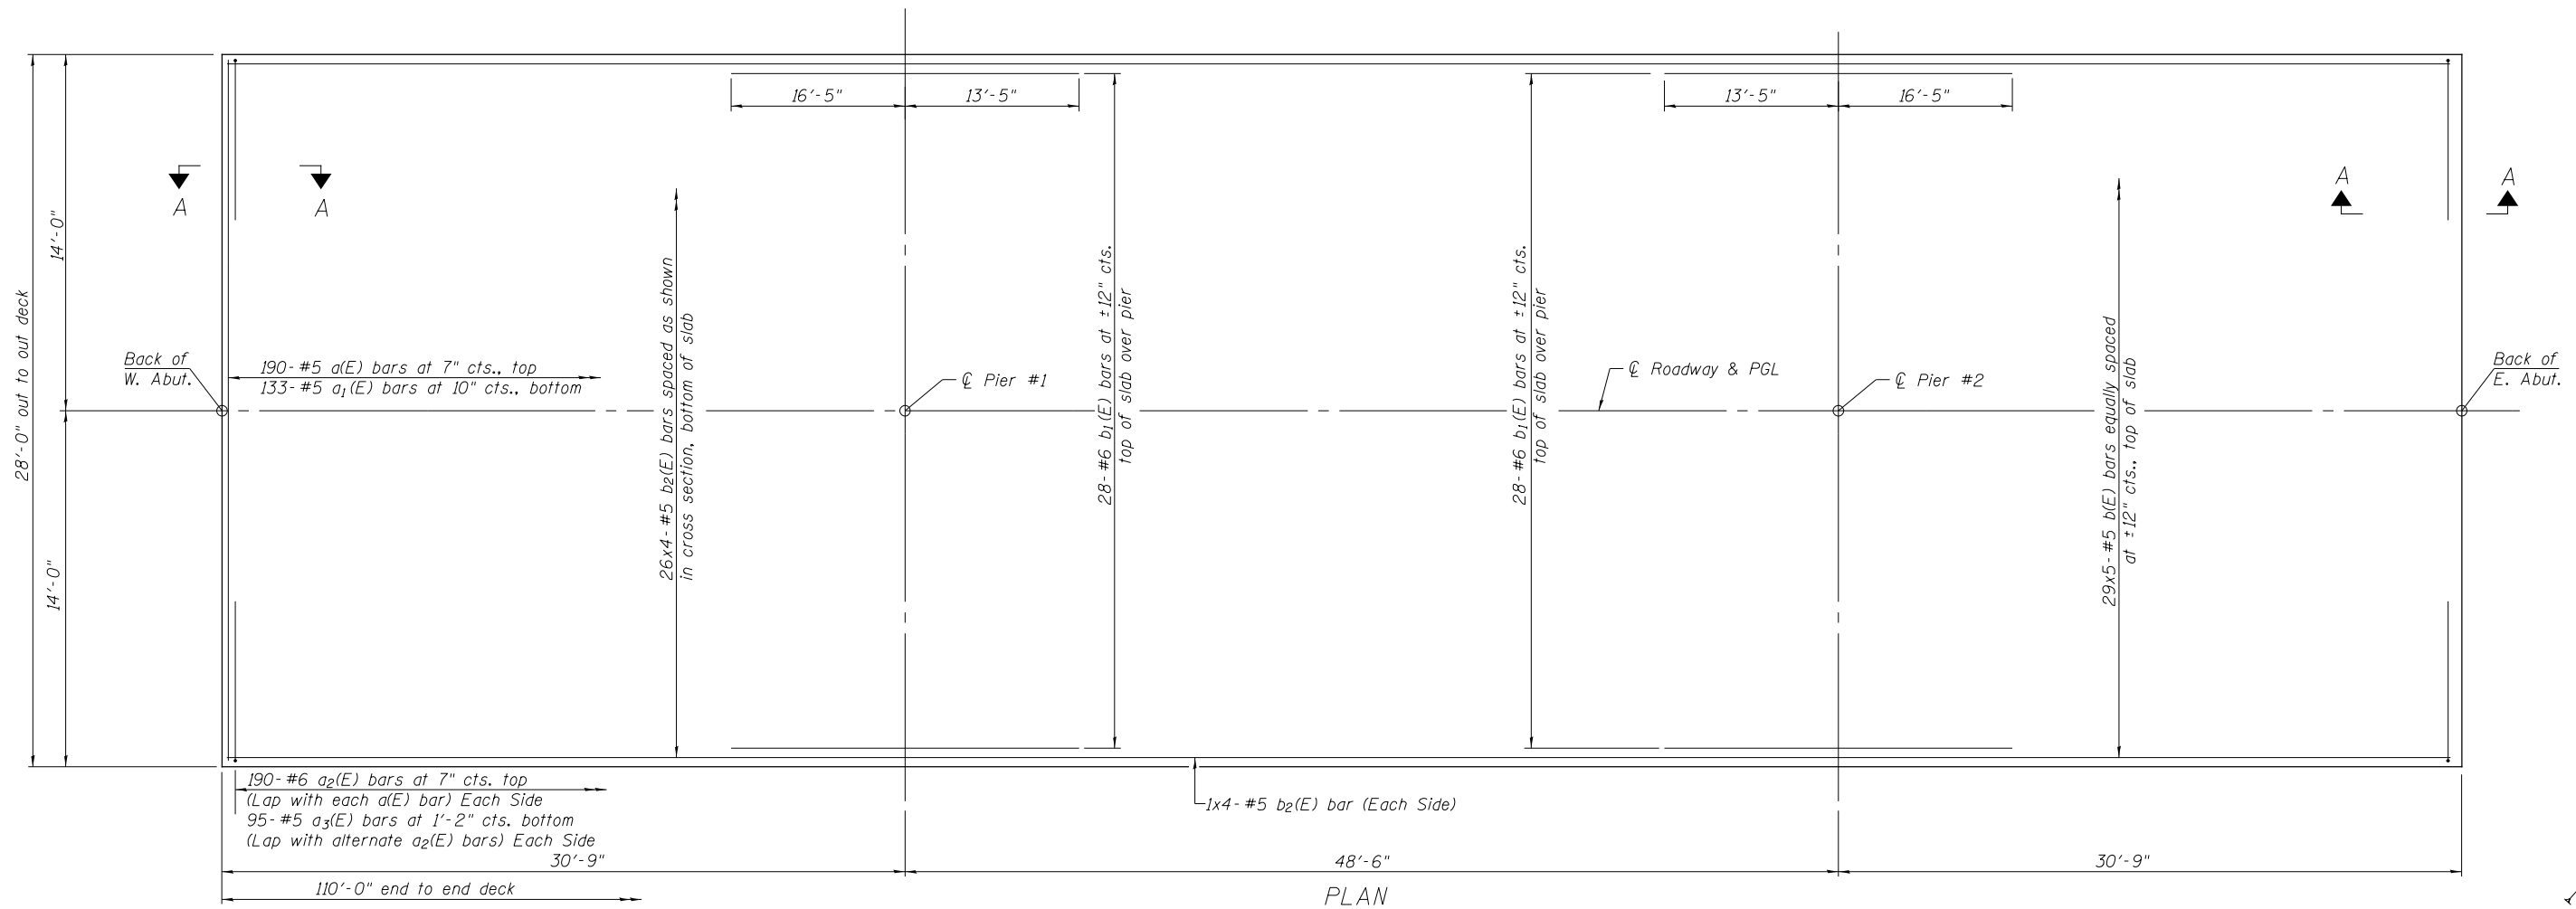 16'-5"
13'-5"
13'-5"
16'-5"
A
A
A
A
28'-0" out to out deck
14'-0"
14'-0"
Back of
W. Abut.
190-#5 a(E) bars at 7" cts., top
133-#5 a₁(E) bars at 10" cts., bottom
26x4-#5 b₂(E) bars spaced as shown
in cross section, bottom of slab
℄ Pier #1
28-#6 b₁(E) bars at ±12" cts.
top of slab over pier
28-#6 b₁(E) bars at ±12" cts.
top of slab over pier
℄ Roadway & PGL
℄ Pier #2
29x5-#5 b(E) bars equally spaced
at ±12" cts., top of slab
Back of
E. Abut.
190-#6 a₂(E) bars at 7" cts. top
(Lap with each a(E) bar) Each Side
95-#5 a₃(E) bars at 1'-2" cts. bottom
(Lap with alternate a₂(E) bars) Each Side
1x4-#5 b₂(E) bar (Each Side)
30'-9"
48'-6"
30'-9"
110'-0" end to end deck
PLAN